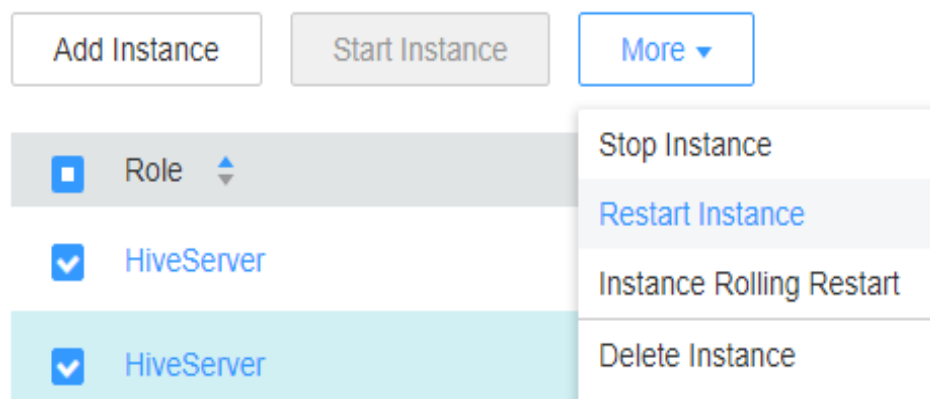 Add Instance
Start Instance
More
Role
Stop Instance
Restart Instance
HiveServer
Instance Rolling Restart
HiveServer
Delete Instance